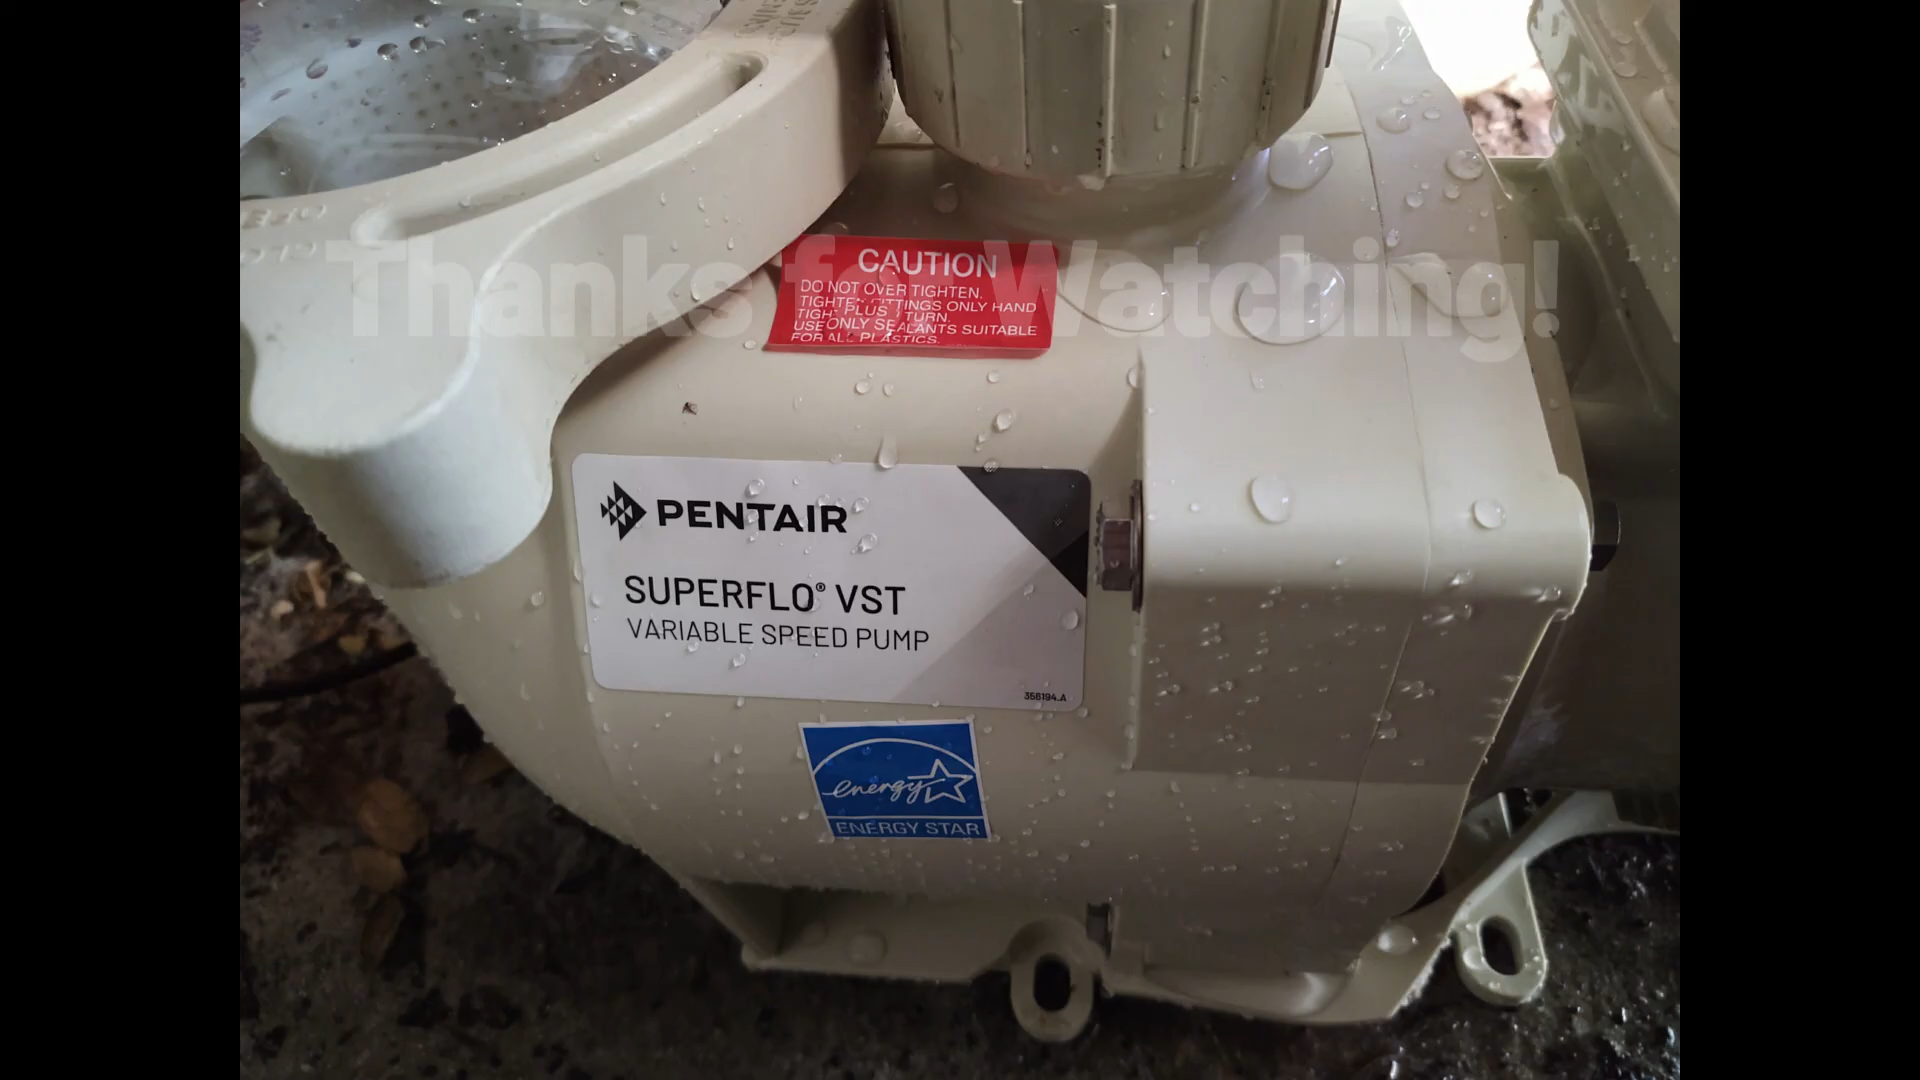 Thanks for Watching!
CAUTION
DO NOT OVER TIGHTEN.
TIGHTEN FITTINGS ONLY HAND
TIGHT PLUS TURN.
USE ONLY SEALANTS SUITABLE
FOR ALL PLASTICS.
PENTAIR
SUPERFLO® VST
VARIABLE SPEED PUMP
356194.A
energy
ENERGY STAR